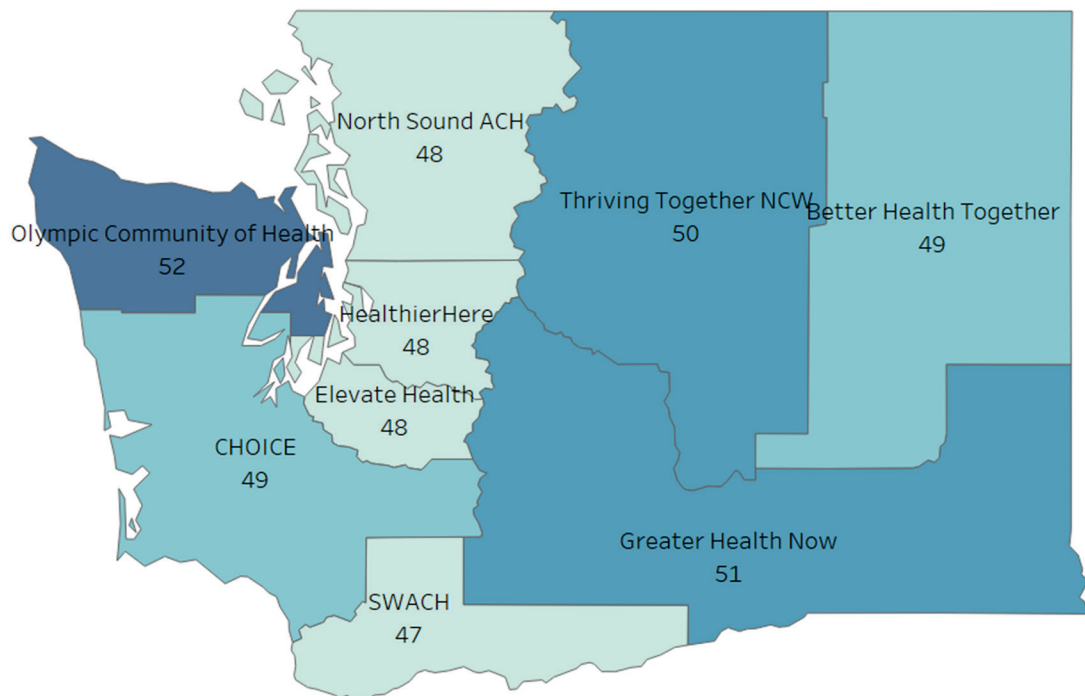 North Sound ACH
48
Thriving Together NCW
50
Better Health Together
49
Olympic Community of Health
52
HealthierHere
48
Elevate Health
48
CHOICE
49
Greater Health Now
51
SWACH
47